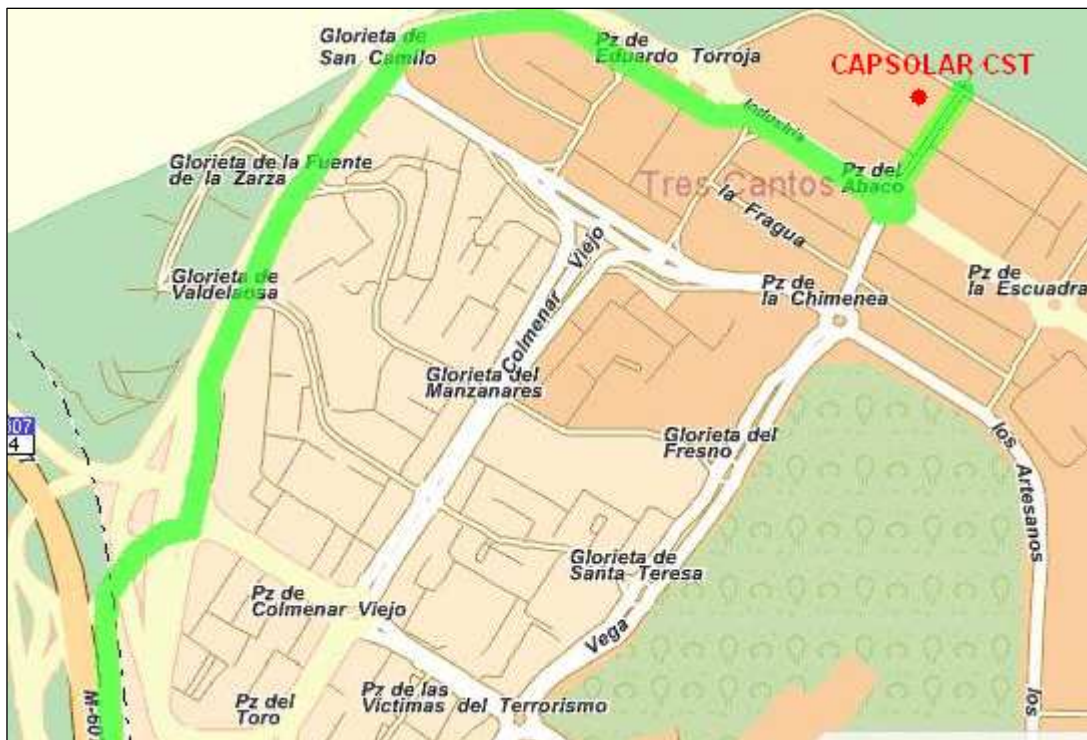 Glorieta de
San Camilo
Pz de
Eduardo Torroja
CAPSOLAR CST
Industria
Glorieta de la Fuente
de la Zarza
Tres Cantos
Pz del
Abaco
la Fragua
Viejo
Glorieta de
Valdelaosa
Pz de
la Chimenea
Pz de
la Escuadra
Colmenar
Glorieta del
Manzanares
Glorieta del
Fresno
los Artesanos
Glorieta de
Santa Teresa
Pz de
Colmenar Viejo
Vega
Pz del
Toro
Pz de las
Víctimas del Terrorismo
los